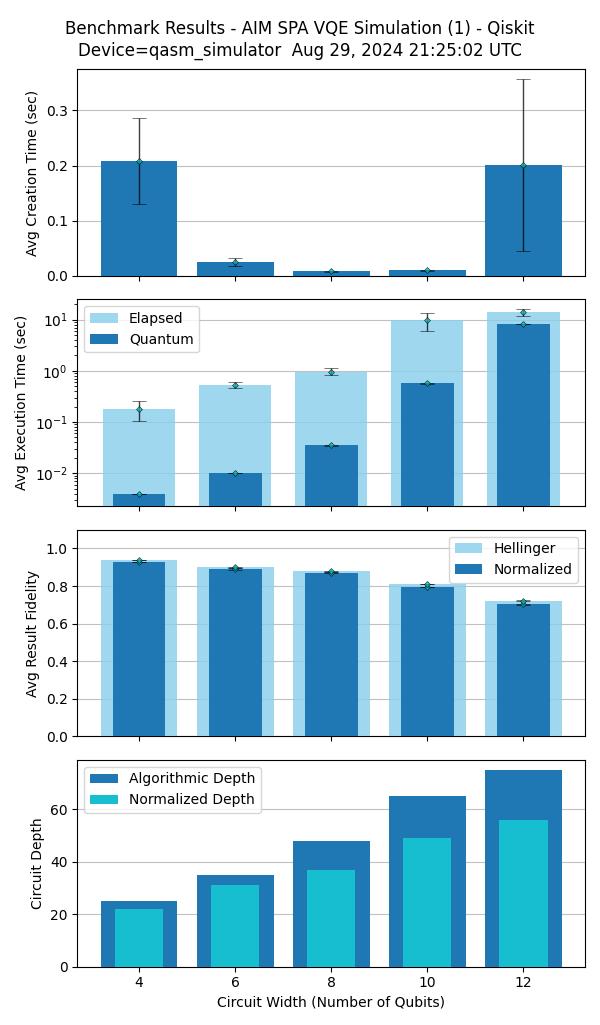 Benchmark Results - AIM SPA VQE Simulation (1) - Qiskit
Device=qasm_simulator  Aug 29, 2024 21:25:02 UTC
Avg Creation Time (sec)
0.3
0.2
0.1
0.0
Avg Execution Time (sec)
Elapsed
Quantum
10¹
10⁰
10⁻¹
10⁻²
Avg Result Fidelity
Hellinger
Normalized
1.0
0.8
0.6
0.4
0.2
0.0
Circuit Depth
Algorithmic Depth
Normalized Depth
60
40
20
0
4 6 8 10 12
Circuit Width (Number of Qubits)